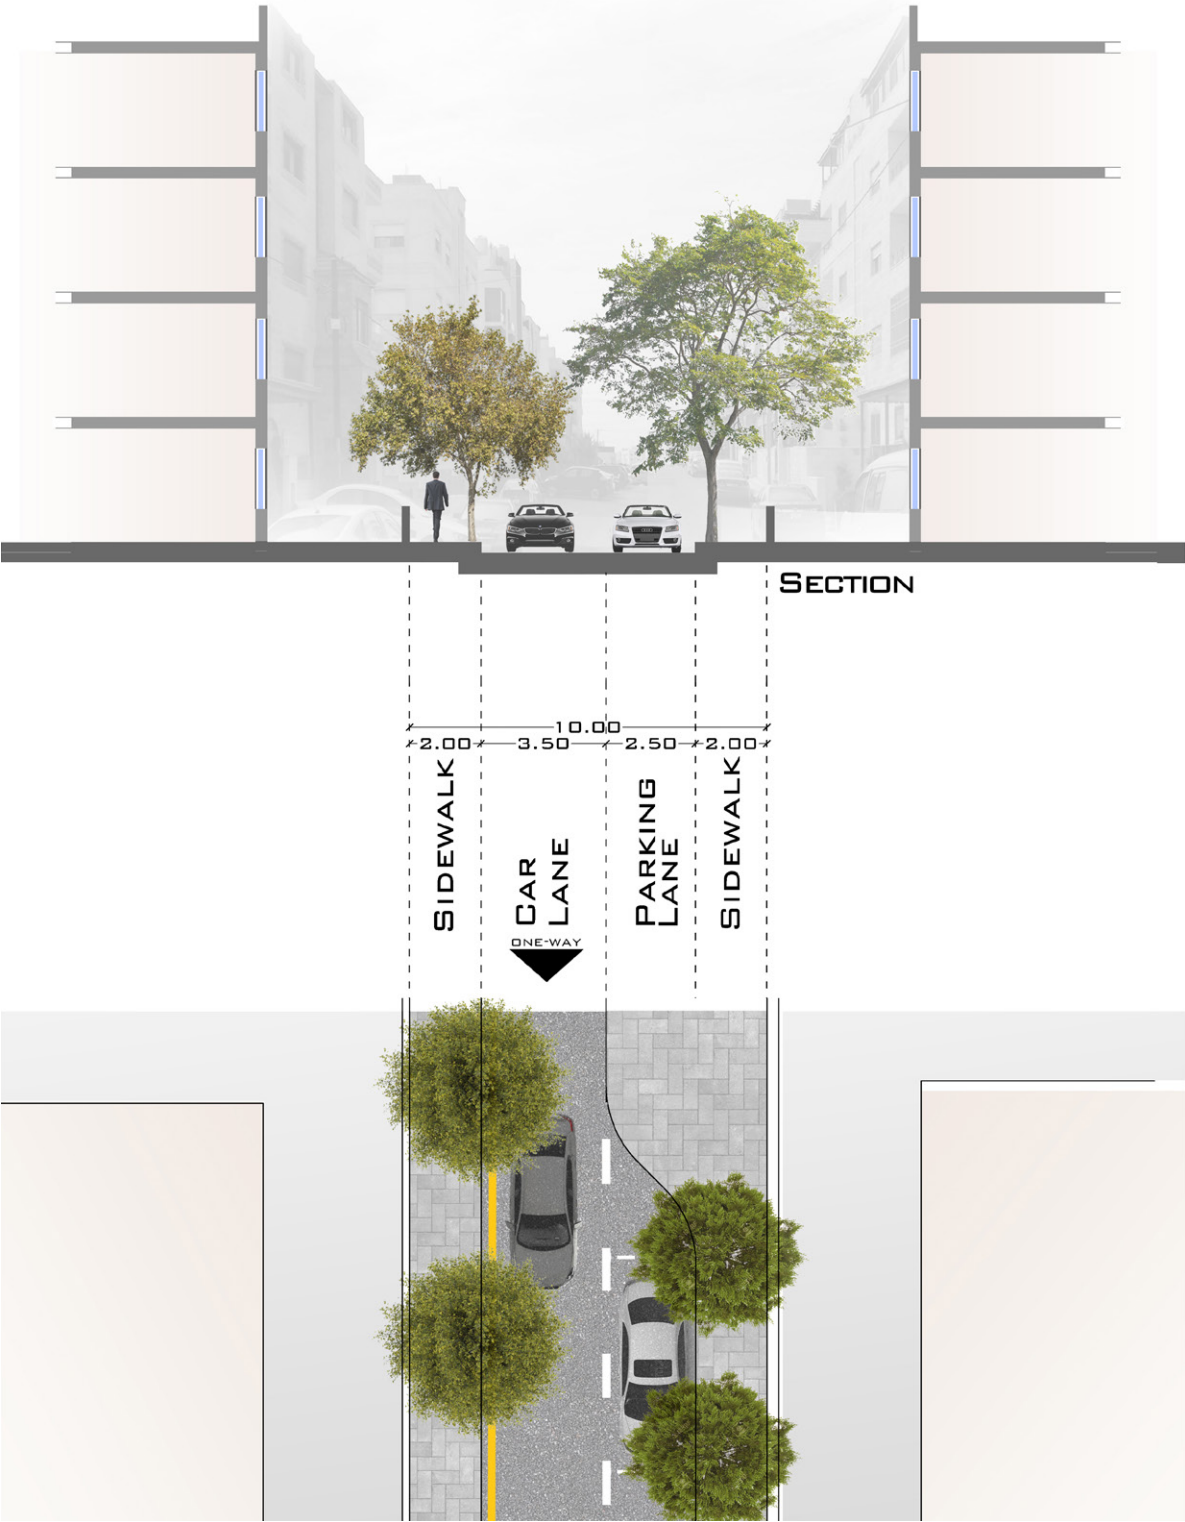 SECTION
10.00
2.00 3.50 2.50 2.00
SIDEWALK
CAR
LANE
PARKING
LANE
SIDEWALK
ONE-WAY